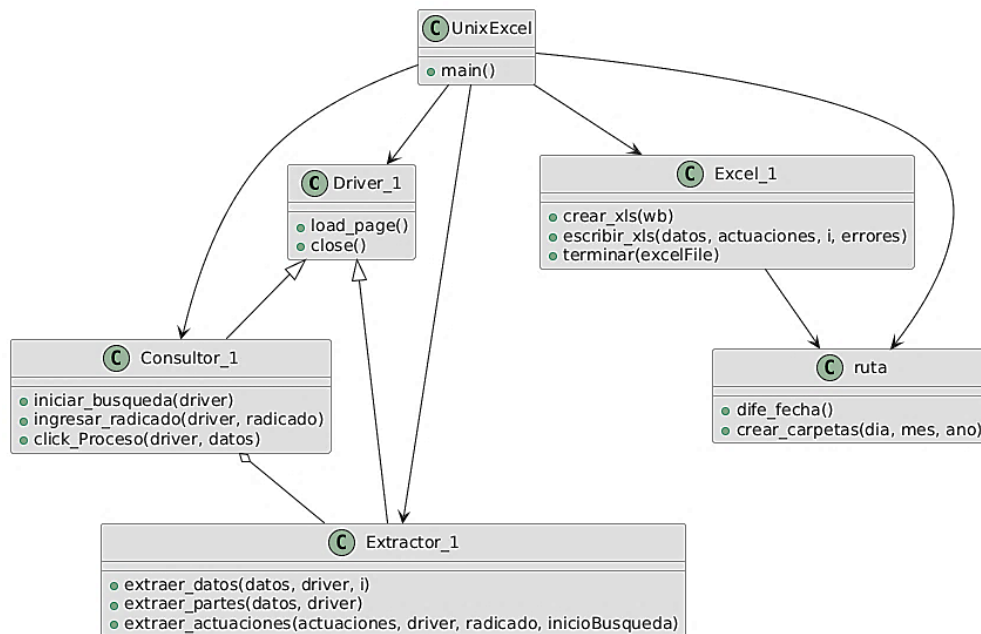 C UnixExcel
main()
C Driver_1
load_page()
close()
C Excel_1
crear_xls(wb)
escribir_xls(datos, actuaciones, i, errores)
terminar(excelFile)
C Consultor_1
iniciar_busqueda(driver)
ingresar_radicado(driver, radicado)
click_Proceso(driver, datos)
C ruta
dife_fecha()
crear_carpetas(dia, mes, ano)
C Extractor_1
extraer_datos(datos, driver, i)
extraer_partes(datos, driver)
extraer_actuaciones(actuaciones, driver, radicado, inicioBusqueda)